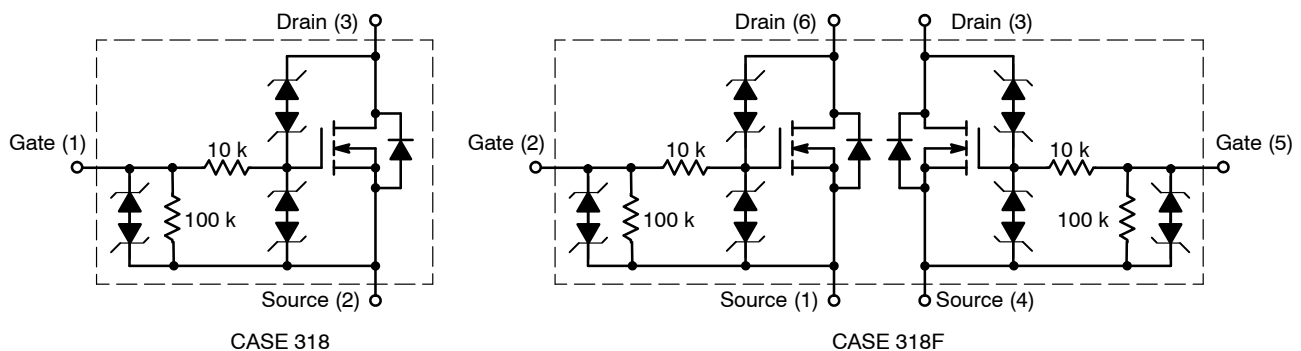 Drain (3)
Gate (1)
10 k
100 k
Source (2)
CASE 318
Drain (6)
Drain (3)
Gate (2)
10 k
100 k
10 k
100 k
Gate (5)
Source (1)
Source (4)
CASE 318F